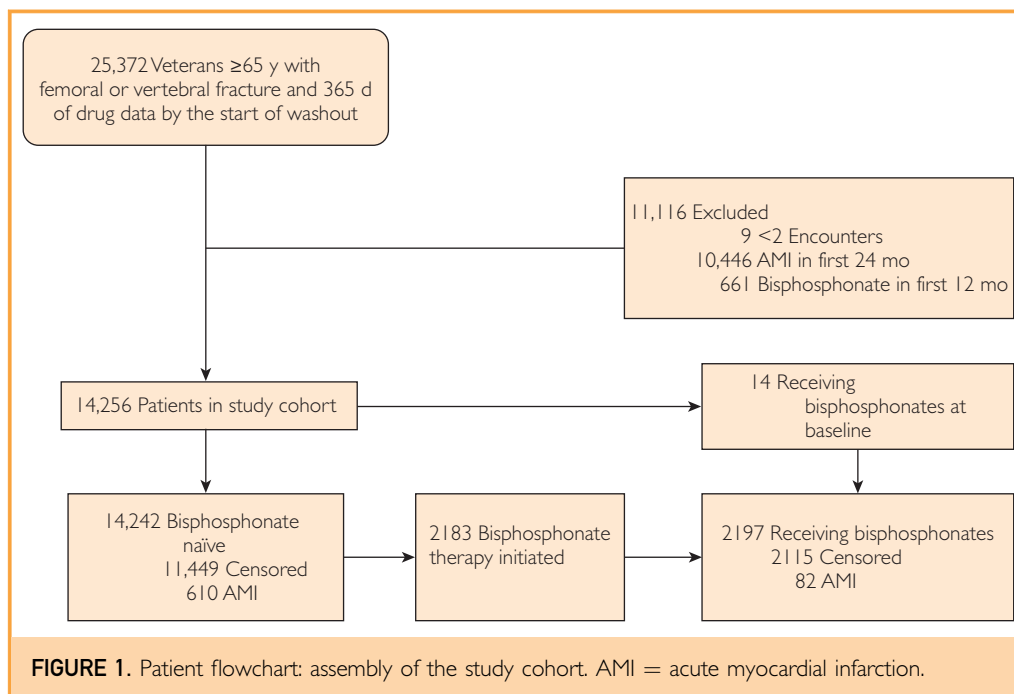 25,372 Veterans ≥65 y with
femoral or vertebral fracture and 365 d
of drug data by the start of washout
11,116 Excluded
9 <2 Encounters
10,446 AMI in first 24 mo
661 Bisphosphonate in first 12 mo
14,256 Patients in study cohort
14 Receiving
bisphosphonates at
baseline
14,242 Bisphosphonate
naïve
11,449 Censored
610 AMI
2183 Bisphosphonate
therapy initiated
2197 Receiving bisphosphonates
2115 Censored
82 AMI
FIGURE 1. Patient flowchart: assembly of the study cohort. AMI = acute myocardial infarction.